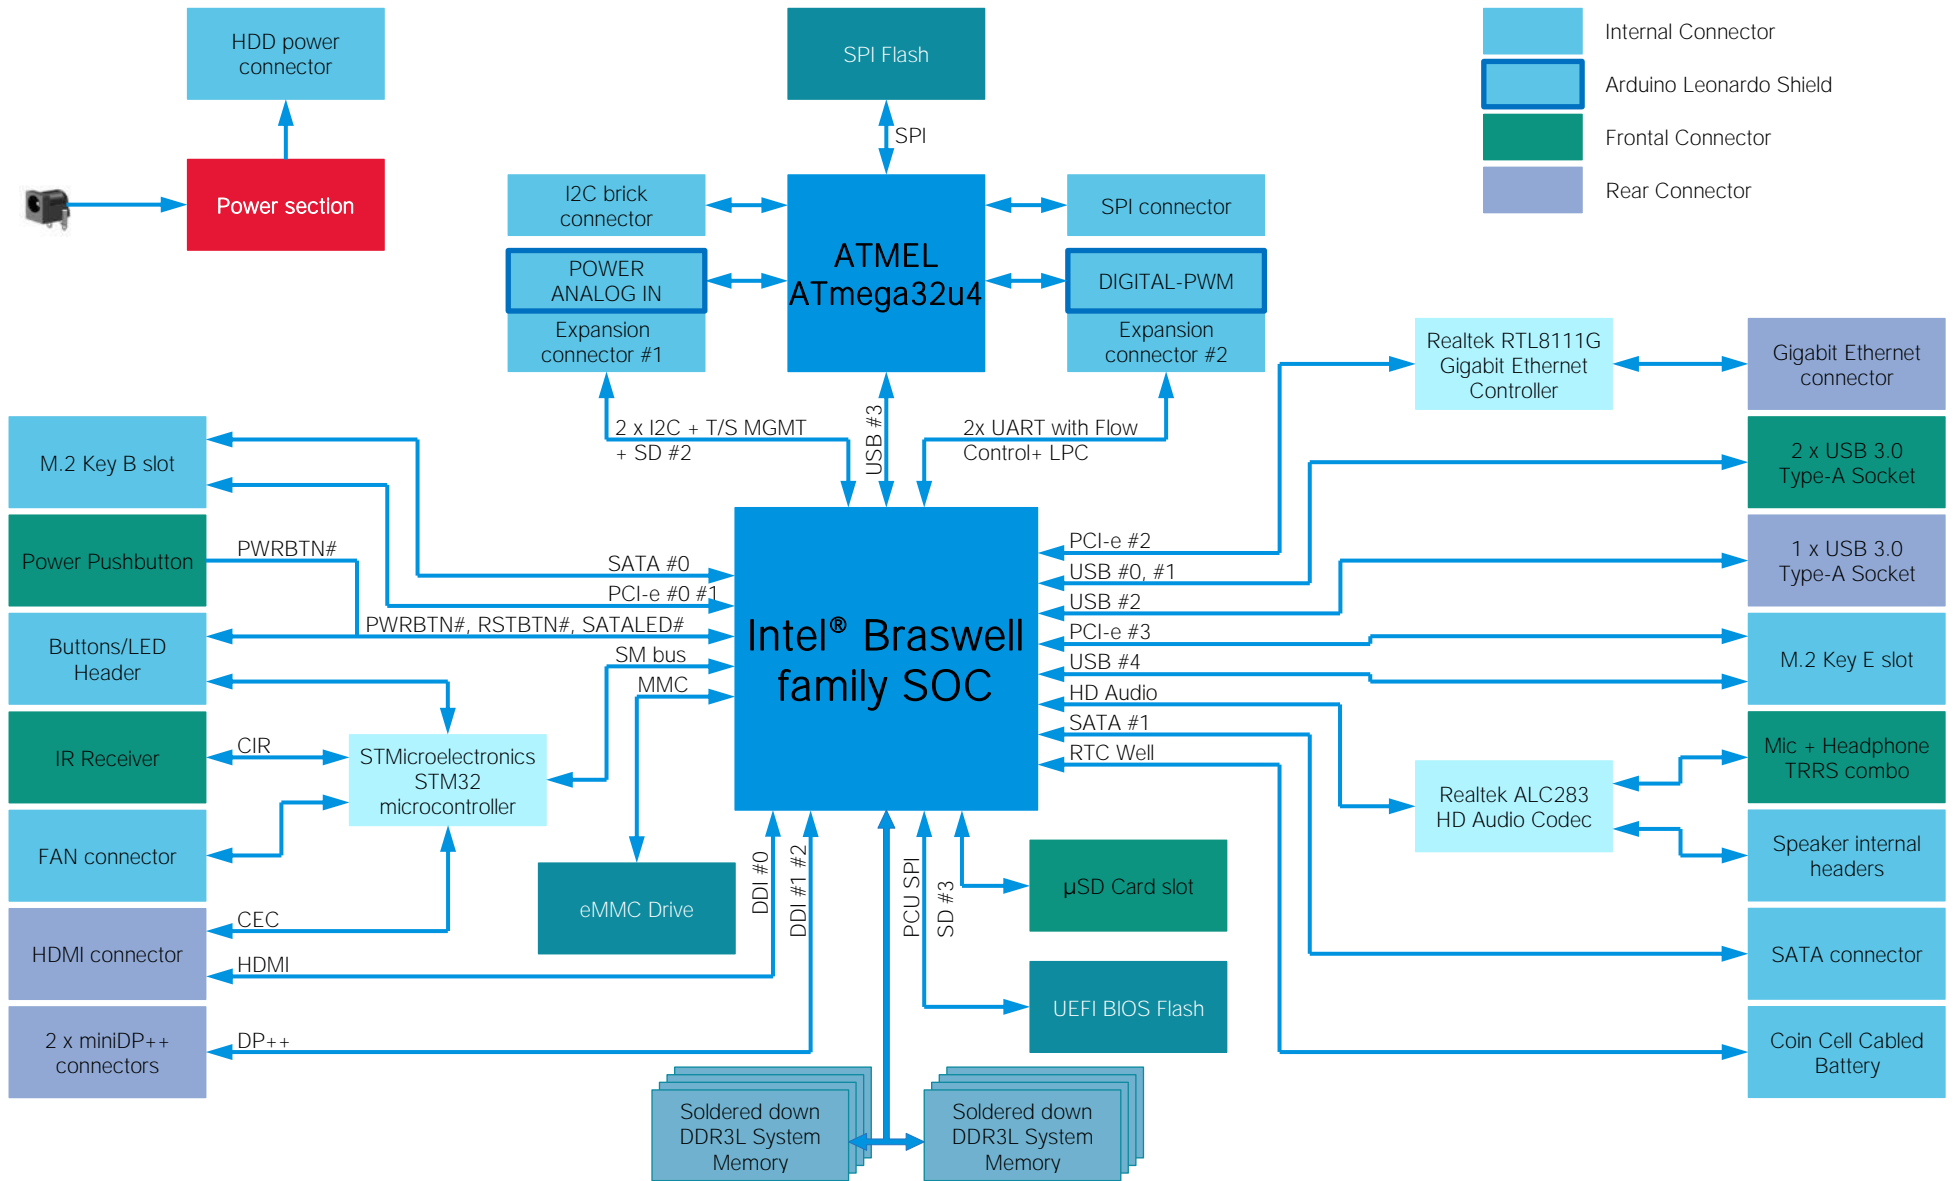 HDD power
connector
SPI Flash
Internal Connector
Arduino Leonardo Shield
Frontal Connector
Rear Connector
SPI
Power section
I2C brick
connector
SPI connector
ATMEL
ATmega32u4
POWER
ANALOG IN
DIGITAL-PWM
Expansion
connector #1
Expansion
connector #2
Realtek RTL8111G
Gigabit Ethernet
Controller
Gigabit Ethernet
connector
2 x I2C + T/S MGMT
+ SD #2
USB #3
2x UART with Flow
Control+ LPC
M.2 Key B slot
2 x USB 3.0
Type-A Socket
Power Pushbutton
PWRBTN#
SATA #0
PCI-e #0 #1
PWRBTN#, RSTBTN#, SATALED#
SM bus
MMC
Intel® Braswell
family SOC
PCI-e #2
USB #0, #1
USB #2
PCI-e #3
USB #4
HD Audio
SATA #1
RTC Well
1 x USB 3.0
Type-A Socket
Buttons/LED
Header
M.2 Key E slot
IR Receiver
CIR
STMicroelectronics
STM32
microcontroller
Mic + Headphone
TRRS combo
Realtek ALC283
HD Audio Codec
FAN connector
Speaker internal
headers
eMMC Drive
DDI #0
DDI #1 #2
PCU SPI
SD #3
µSD Card slot
CEC
HDMI connector
HDMI
SATA connector
UEFI BIOS Flash
2 x miniDP++
connectors
DP++
Coin Cell Cabled
Battery
Soldered down
DDR3L System
Memory
Soldered down
DDR3L System
Memory